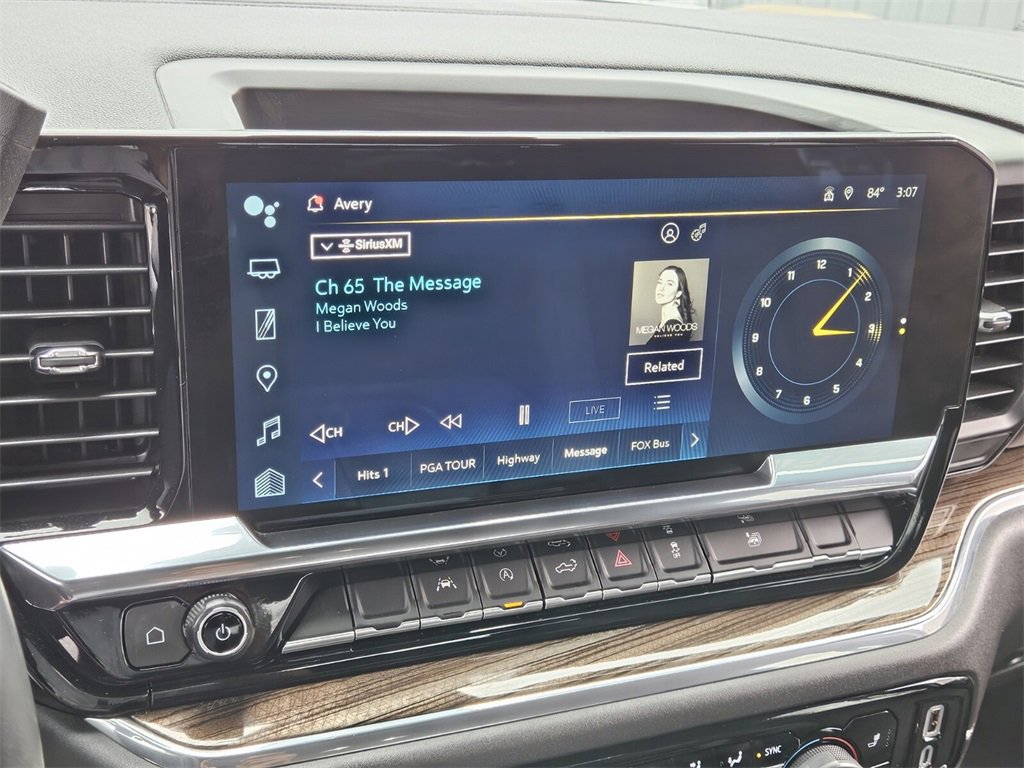 Avery
84° 3:07
SiriusXM
Ch 65 The Message
Megan Woods
I Believe You
MEGAN WOODS
BELIEVE YOU
Related
12
1
2
3
4
5
6
7
8
9
10
11
CH CH LIVE
Hits 1 PGA TOUR Highway Message FOX Bus
A
SYNC